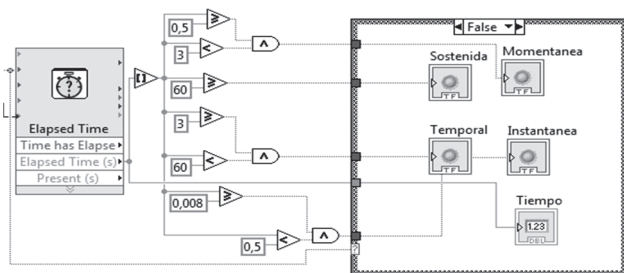 False
0,5
3
60
3
60
0,008
0,5
Elapsed Time
Time has Elapse
Elapsed Time (s)
Present (s)
Sostenida
TF
Momentanea
TF
Temporal
TF
Instantanea
TF
Tiempo
1.23
DBL